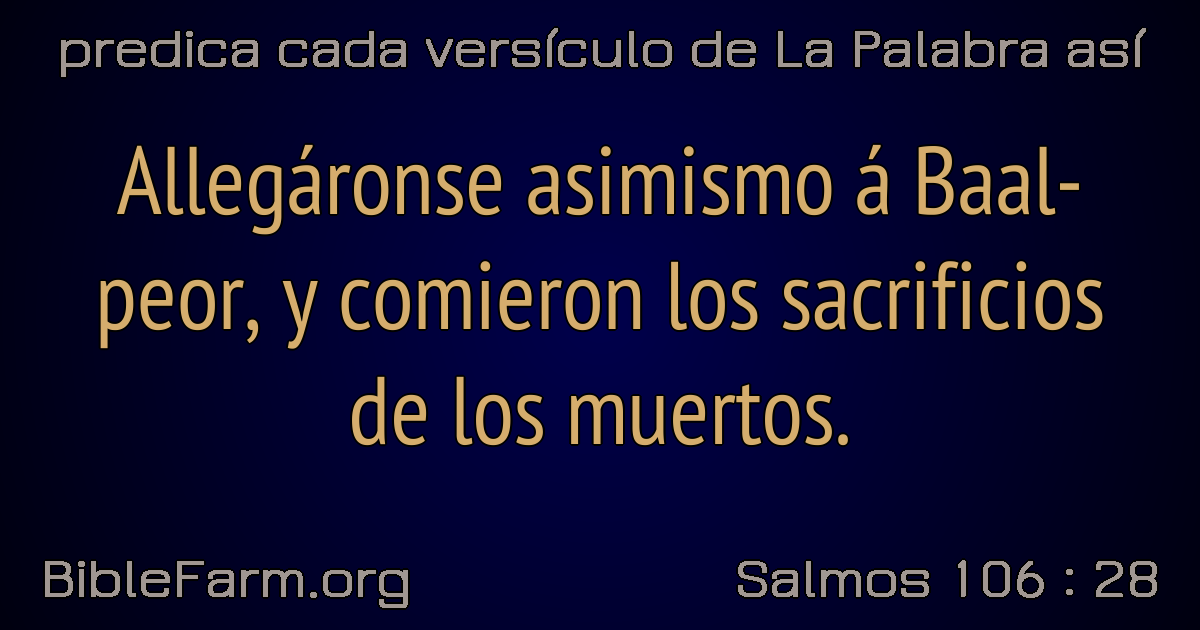 predica cada versículo de La Palabra así
Allegáronse asimismo á Baal-
peor, y comieron los sacrificios
de los muertos.
BibleFarm.org
Salmos 106 : 28